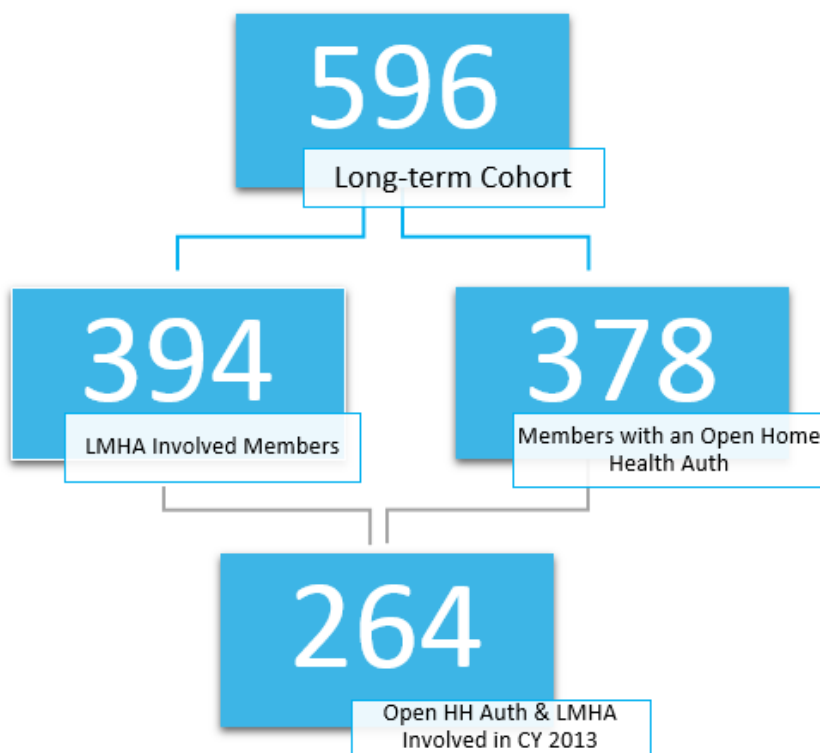 596
Long-term Cohort
394
LMHA Involved Members
378
Members with an Open Home
Health Auth
264
Open HH Auth & LMHA
Involved in CY 2013